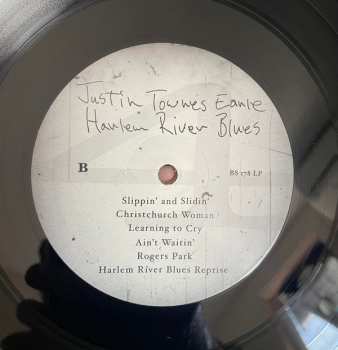 Justin Townes Earle
Harlem River Blues
B
BS 178 LP
Slippin' and Slidin'
Christchurch Woman
Learning to Cry
Ain't Waitin'
Rogers Park
Harlem River Blues Reprise